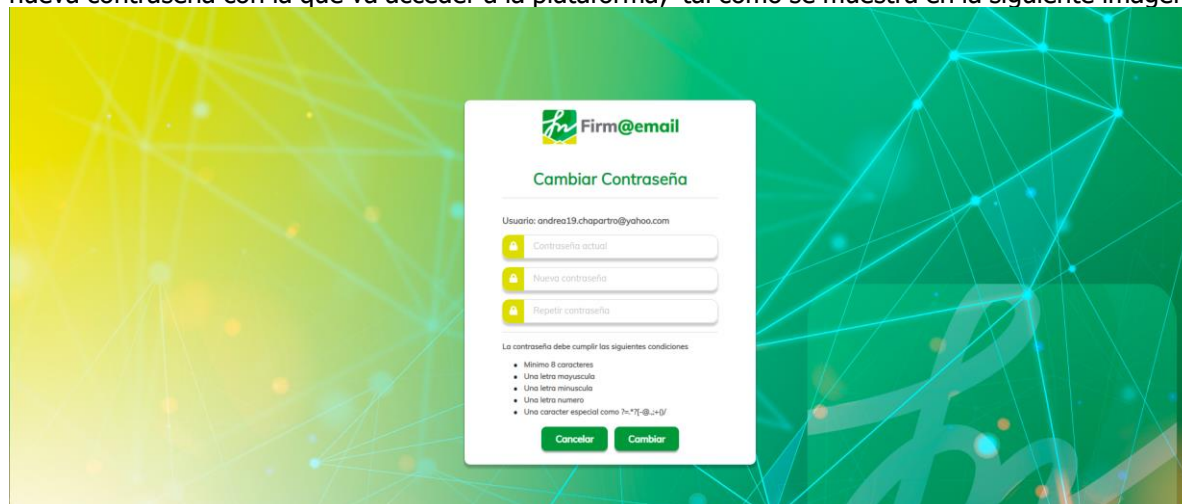 nueva contraseña con la que va acceder a la plataforma, tal como se muestra en la siguiente imagen
Firm@email
Cambiar Contraseña
Usuario: andrea19.chaparro@yahoo.com
Contraseña actual
Nueva contraseña
Repetir contraseña
La contraseña debe cumplir las siguientes condiciones
Minimo 8 caracteres
Una letra mayuscula
Una letra minuscula
Una letra numero
Una caracter especial como ?=.*?[-@.,;+()/
Cancelar Cambiar